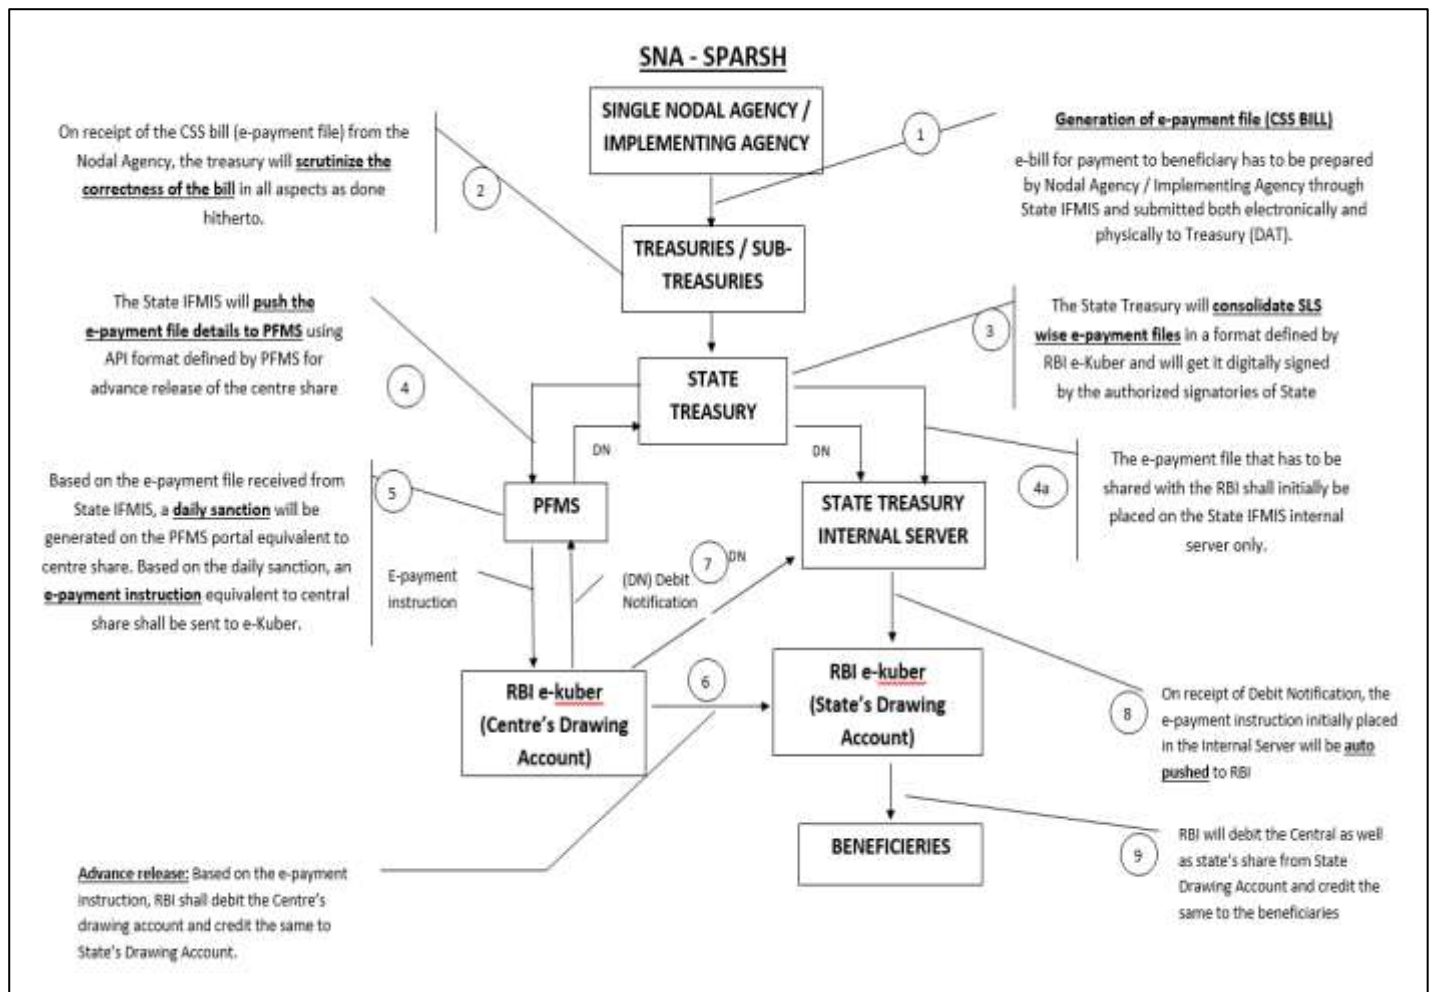 SNA - SPARSH
SINGLE NODAL AGENCY /
IMPLEMENTING AGENCY
1
Generation of e-payment file (CSS BILL)
e-bill for payment to beneficiary has to be prepared
by Nodal Agency / Implementing Agency through
State IFMIS and submitted both electronically and
physically to Treasury (DAT).
On receipt of the CSS bill (e-payment file) from the
Nodal Agency, the treasury will scrutinize the
correctness of the bill in all aspects as done
hitherto.
2
TREASURIES / SUB-
TREASURIES
The State Treasury will consolidate SLS
wise e-payment files in a format defined by
RBI e-Kuber and will get it digitally signed
by the authorized signatories of State
3
The State IFMIS will push the
e-payment file details to PFMS using
API format defined by PFMS for
advance release of the centre share
4
STATE
TREASURY
DN
DN
The e-payment file that has to be
shared with the RBI shall initially be
placed on the State IFMIS internal
server only.
4a
Based on the e-payment file received from
State IFMIS, a daily sanction will be
generated on the PFMS portal equivalent to
centre share. Based on the daily sanction, an
e-payment instruction equivalent to central
share shall be sent to e-Kuber.
5
PFMS
STATE TREASURY
INTERNAL SERVER
E-payment
instruction
(DN) Debit
Notification
7
DN
RBI e-kuber
(Centre's Drawing
Account)
6
RBI e-kuber
(State's Drawing
Account)
8
On receipt of Debit Notification, the
e-payment instruction initially placed
in the Internal Server will be auto
pushed to RBI
BENEFICIERIES
9
RBI will debit the Central as well
as state's share from State
Drawing Account and credit the
same to the beneficiaries
Advance release: Based on the e-payment
instruction, RBI shall debit the Centre's
drawing account and credit the same to
State's Drawing Account.